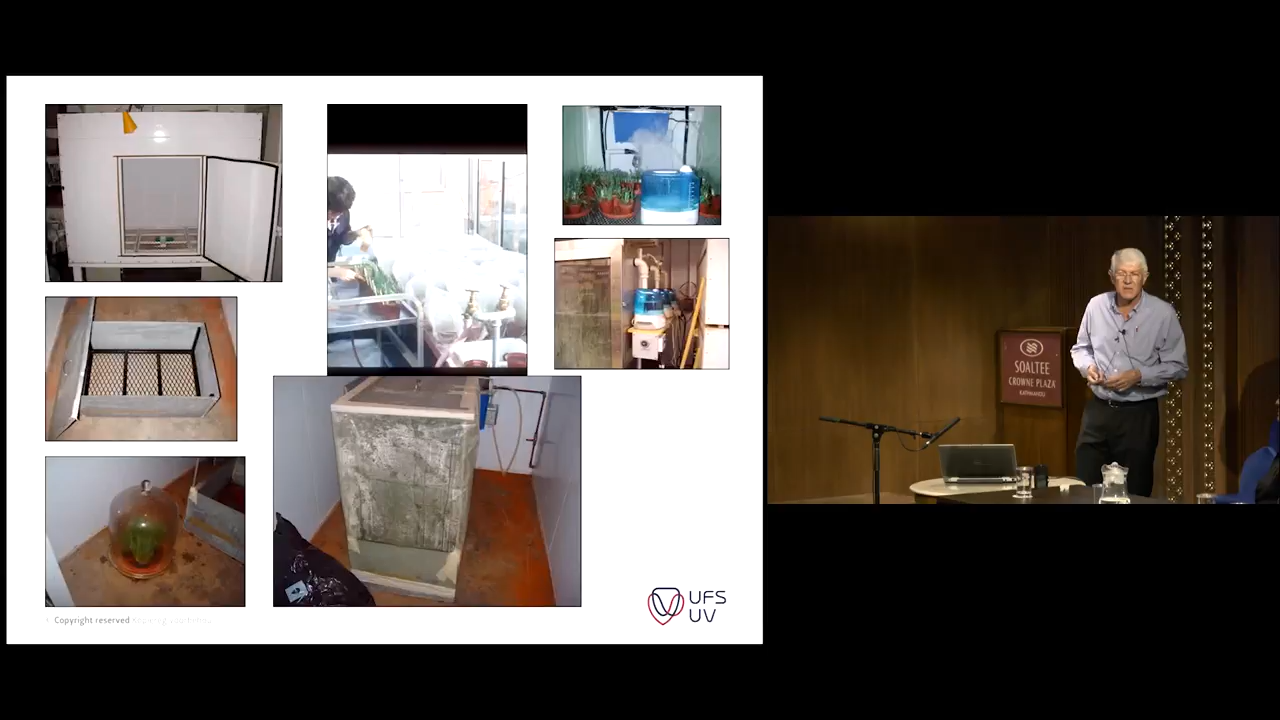 UFS
UV
Copyright reserved
SOALTEE
CROWNE PLAZA
KATHMANDU